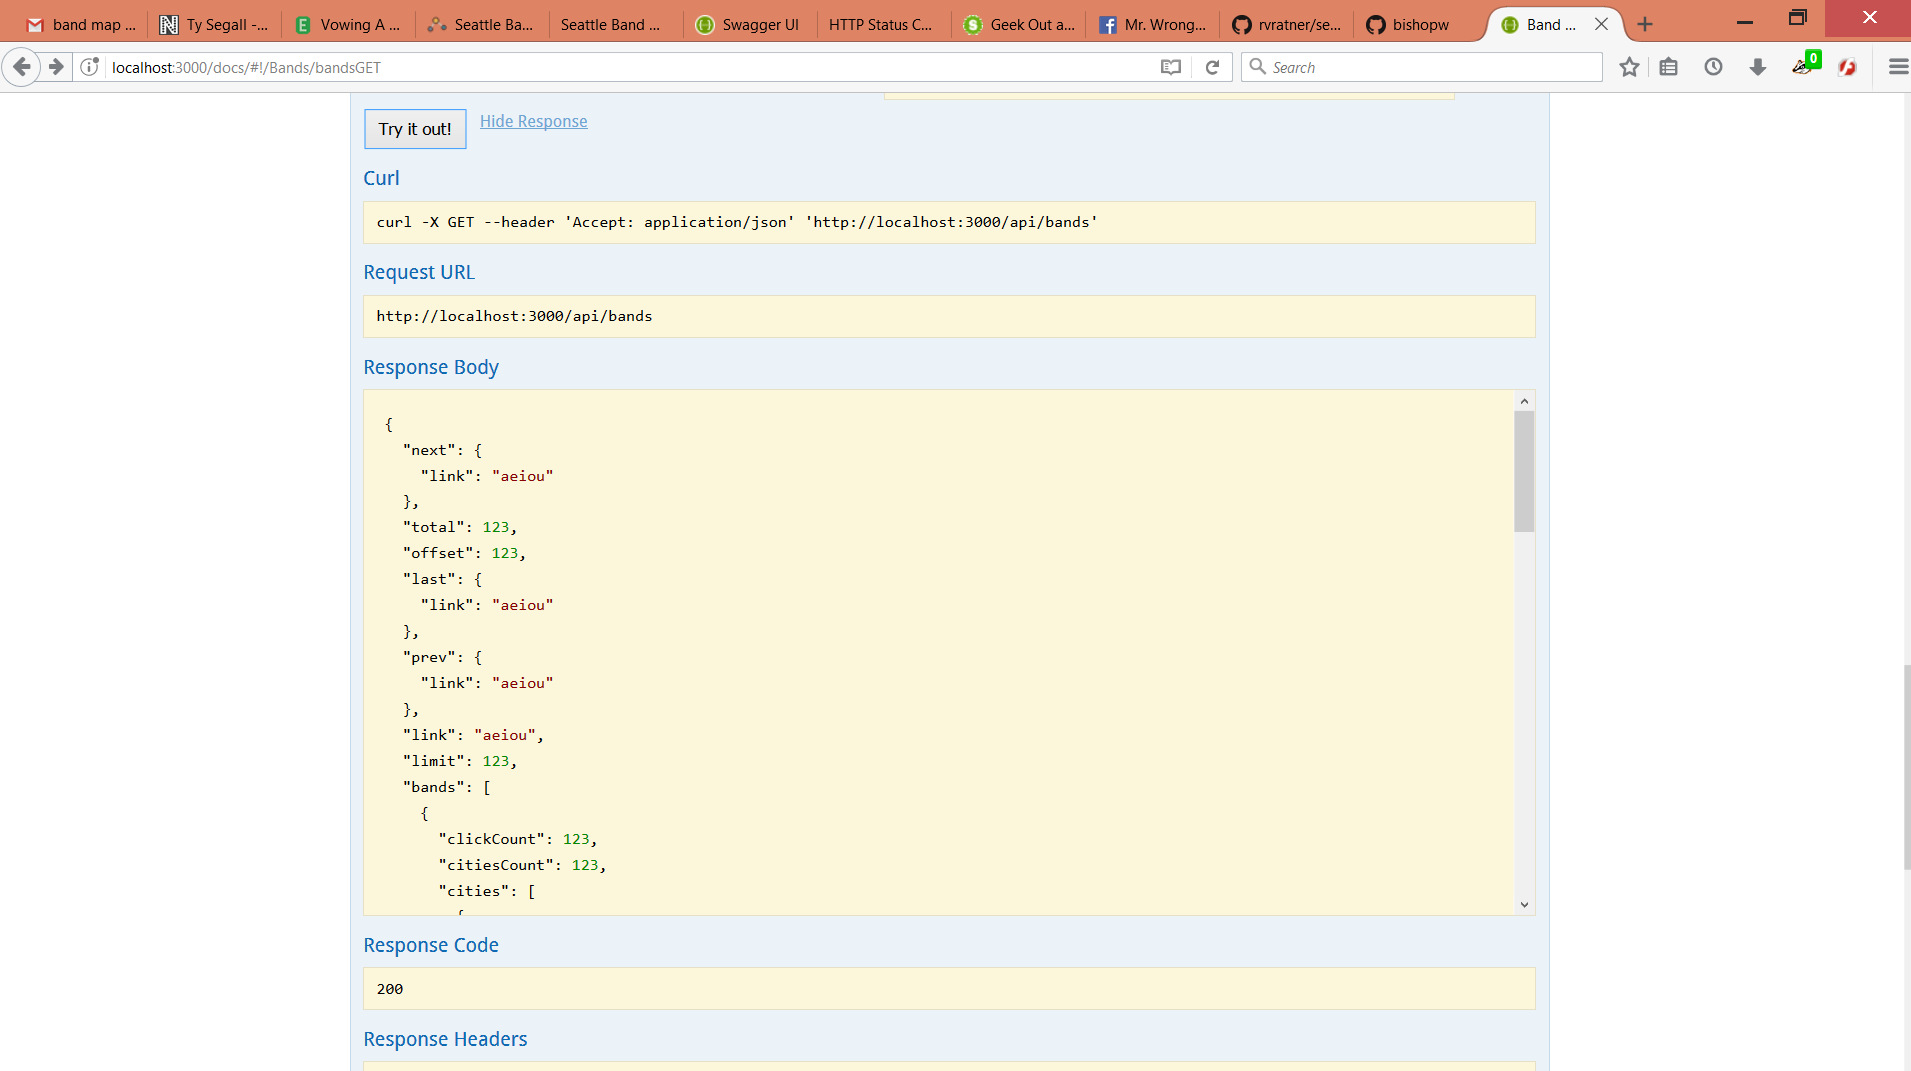 band map ...
Ty Segall -...
Vowing A ...
Seattle Ba...
Seattle Band ...
Swagger UI
HTTP Status C...
Geek Out a...
Mr. Wrong...
rvratner/se...
bishopw
Band ...
localhost:3000/docs/#!/Bands/bandsGET
Search
0
Try it out!
Hide Response
Curl
curl -X GET --header 'Accept: application/json' 'http://localhost:3000/api/bands'
Request URL
http://localhost:3000/api/bands
Response Body
{
"next": {
"link": "aeiou"
},
"total": 123,
"offset": 123,
"last": {
"link": "aeiou"
},
"prev": {
"link": "aeiou"
},
"link": "aeiou",
"limit": 123,
"bands": [
{
"clickCount": 123,
"citiesCount": 123,
"cities": [
{
Response Code
200
Response Headers